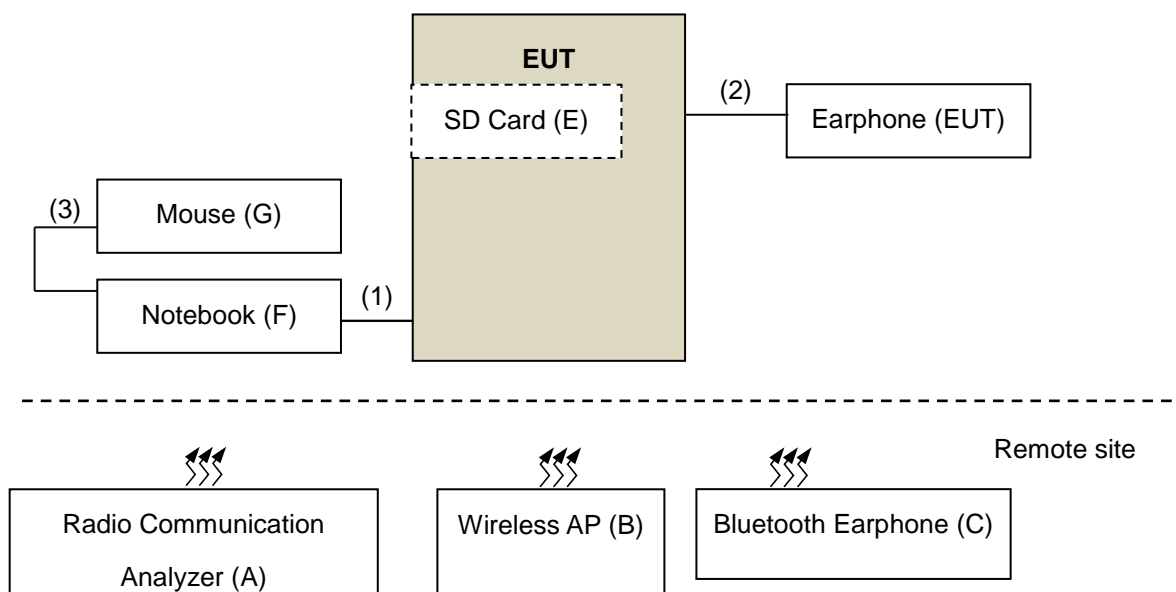 EUT
SD Card (E)
(2)
Earphone (EUT)
(3)
Mouse (G)
Notebook (F)
(1)
Remote site
Radio Communication
Analyzer (A)
Wireless AP (B)
Bluetooth Earphone (C)